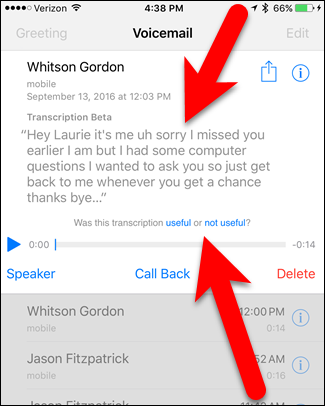 Verizon 4:38 PM 66%
Greeting Voicemail Edit
Whitson Gordon
mobile
September 13, 2016 at 12:03 PM
Transcription Beta
“Hey Laurie it's me uh sorry I missed you
earlier I am but I had some computer
questions I wanted to ask you so just get
back to me whenever you get a chance
thanks bye...”
Was this transcription useful or not useful?
0:00 -0:14
Speaker Call Back Delete
Whitson Gordon 12:00 PM
mobile 0:14
Jason Fitzpatrick AM
mobile 0:16
Jason Fitzpatrick AM